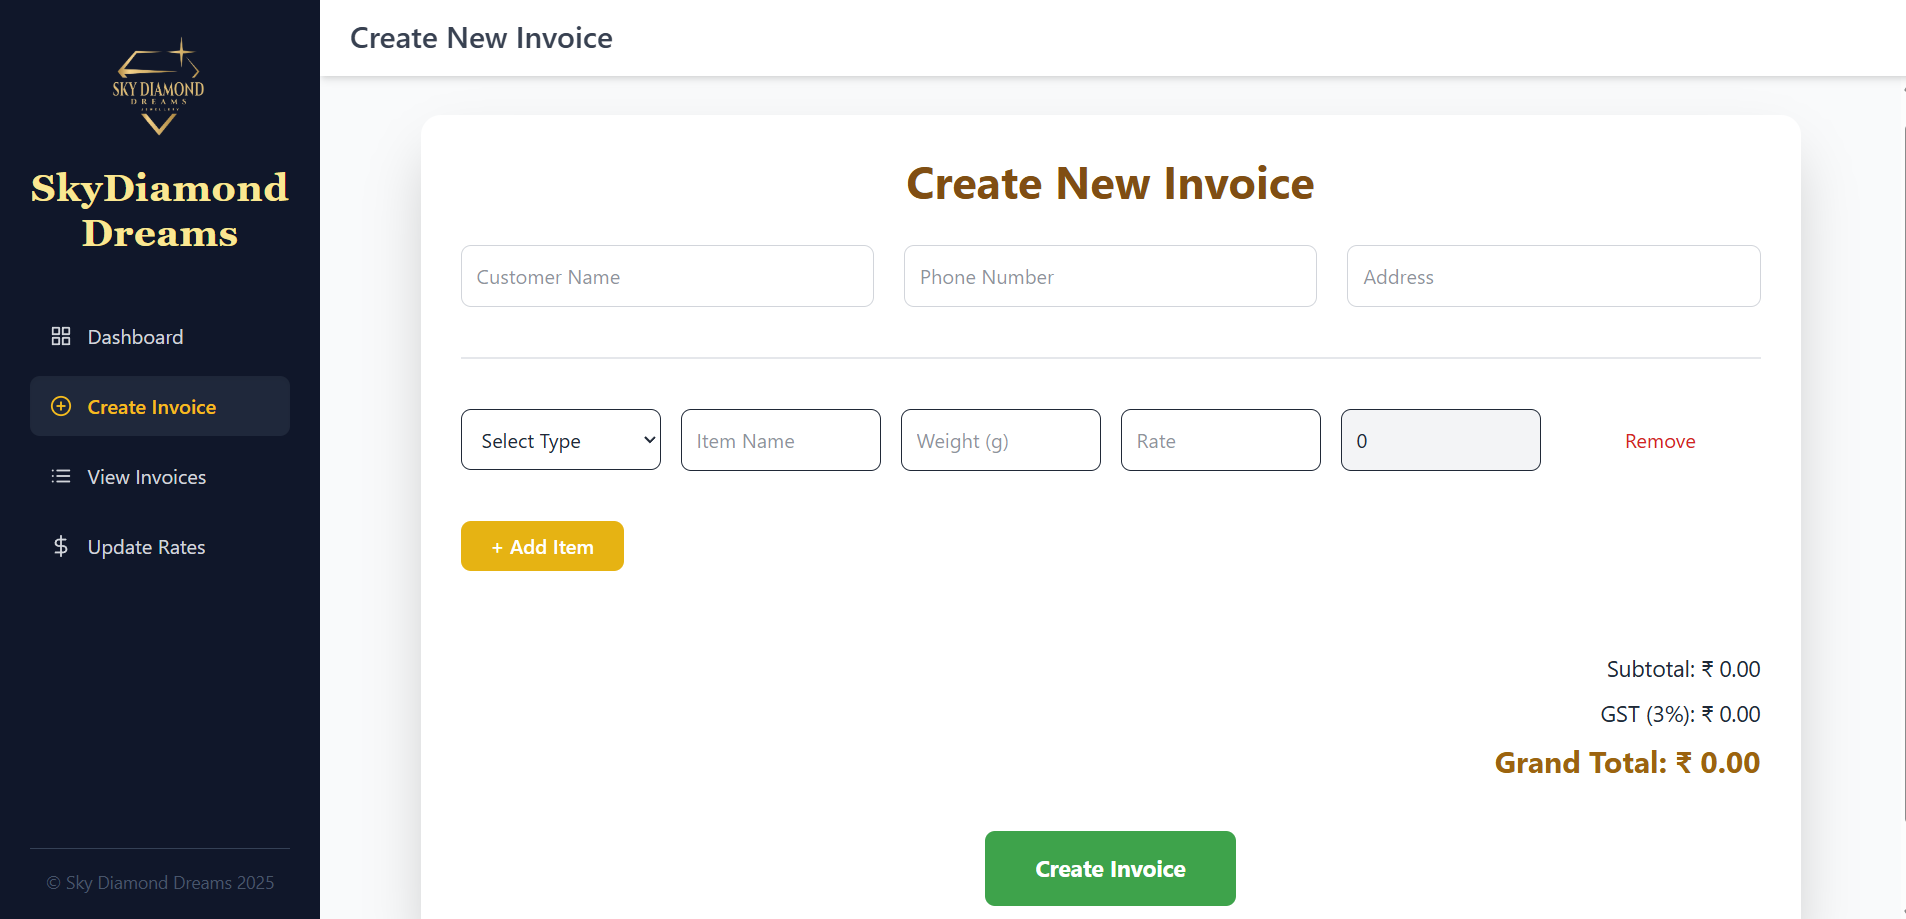 SKY DIAMOND
DREAMS
JEWELLERY
SkyDiamond
Dreams
Dashboard
Create Invoice
View Invoices
Update Rates
© Sky Diamond Dreams 2025
Create New Invoice
Create New Invoice
Customer Name Phone Number Address
Select Type Item Name Weight (g) Rate 0 Remove
+ Add Item
Subtotal: ₹ 0.00
GST (3%): ₹ 0.00
Grand Total: ₹ 0.00
Create Invoice